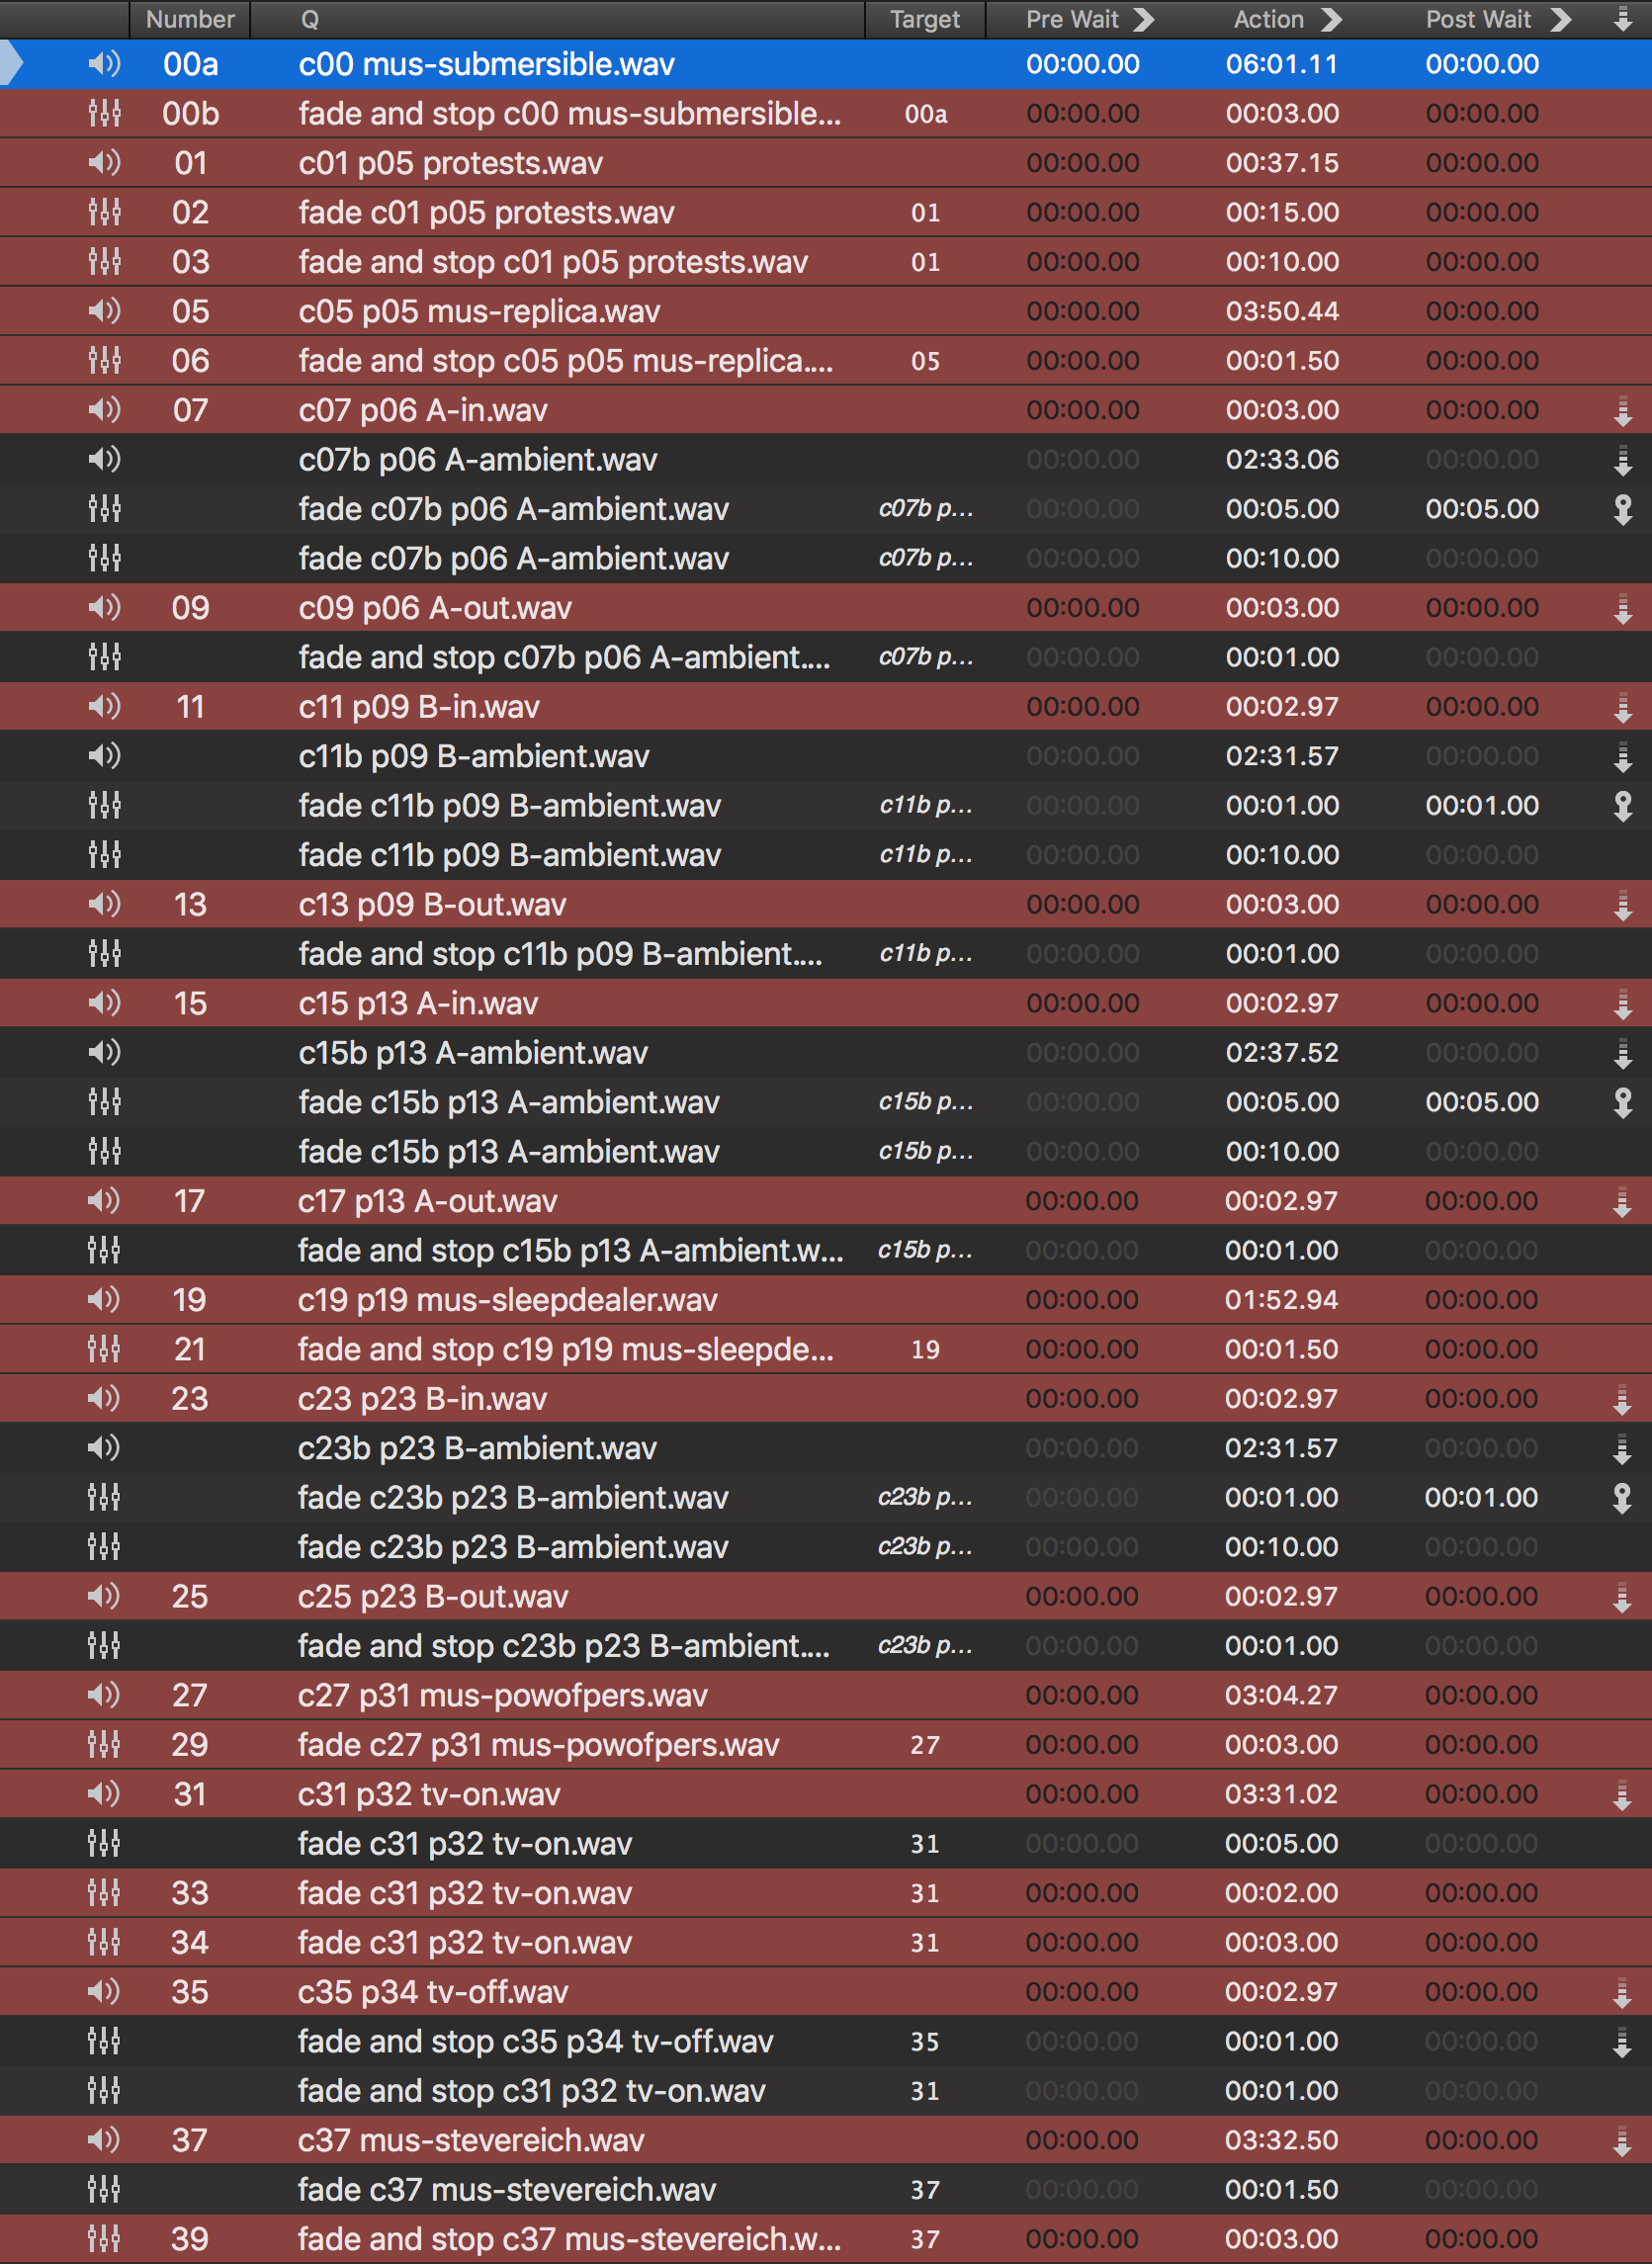 Number Q Target Pre Wait Action Post Wait
00a c00 mus-submersible.wav 00:00.00 06:01.11 00:00.00
00b fade and stop c00 mus-submersible... 00a 00:00.00 00:03.00 00:00.00
01 c01 p05 protests.wav 00:00.00 00:37.15 00:00.00
02 fade c01 p05 protests.wav 01 00:00.00 00:15.00 00:00.00
03 fade and stop c01 p05 protests.wav 01 00:00.00 00:10.00 00:00.00
05 c05 p05 mus-replica.wav 00:00.00 03:50.44 00:00.00
06 fade and stop c05 p05 mus-replica.... 05 00:00.00 00:01.50 00:00.00
07 c07 p06 A-in.wav 00:00.00 00:03.00 00:00.00
c07b p06 A-ambient.wav 00:00.00 02:33.06 00:00.00
fade c07b p06 A-ambient.wav c07b p... 00:00.00 00:05.00 00:05.00
fade c07b p06 A-ambient.wav c07b p... 00:00.00 00:10.00 00:00.00
09 c09 p06 A-out.wav 00:00.00 00:03.00 00:00.00
fade and stop c07b p06 A-ambient.... c07b p... 00:00.00 00:01.00 00:00.00
11 c11 p09 B-in.wav 00:00.00 00:02.97 00:00.00
c11b p09 B-ambient.wav 00:00.00 02:31.57 00:00.00
fade c11b p09 B-ambient.wav c11b p... 00:00.00 00:01.00 00:01.00
fade c11b p09 B-ambient.wav c11b p... 00:00.00 00:10.00 00:00.00
13 c13 p09 B-out.wav 00:00.00 00:03.00 00:00.00
fade and stop c11b p09 B-ambient.... c11b p... 00:00.00 00:01.00 00:00.00
15 c15 p13 A-in.wav 00:00.00 00:02.97 00:00.00
c15b p13 A-ambient.wav 00:00.00 02:37.52 00:00.00
fade c15b p13 A-ambient.wav c15b p... 00:00.00 00:05.00 00:05.00
fade c15b p13 A-ambient.wav c15b p... 00:00.00 00:10.00 00:00.00
17 c17 p13 A-out.wav 00:00.00 00:02.97 00:00.00
fade and stop c15b p13 A-ambient.w... c15b p... 00:00.00 00:01.00 00:00.00
19 c19 p19 mus-sleepdealer.wav 00:00.00 01:52.94 00:00.00
21 fade and stop c19 p19 mus-sleepde... 19 00:00.00 00:01.50 00:00.00
23 c23 p23 B-in.wav 00:00.00 00:02.97 00:00.00
c23b p23 B-ambient.wav 00:00.00 02:31.57 00:00.00
fade c23b p23 B-ambient.wav c23b p... 00:00.00 00:01.00 00:01.00
fade c23b p23 B-ambient.wav c23b p... 00:00.00 00:10.00 00:00.00
25 c25 p23 B-out.wav 00:00.00 00:02.97 00:00.00
fade and stop c23b p23 B-ambient.... c23b p... 00:00.00 00:01.00 00:00.00
27 c27 p31 mus-powofpers.wav 00:00.00 03:04.27 00:00.00
29 fade c27 p31 mus-powofpers.wav 27 00:00.00 00:03.00 00:00.00
31 c31 p32 tv-on.wav 00:00.00 03:31.02 00:00.00
fade c31 p32 tv-on.wav 31 00:00.00 00:05.00 00:00.00
33 fade c31 p32 tv-on.wav 31 00:00.00 00:02.00 00:00.00
34 fade c31 p32 tv-on.wav 31 00:00.00 00:03.00 00:00.00
35 c35 p34 tv-off.wav 00:00.00 00:02.97 00:00.00
fade and stop c35 p34 tv-off.wav 35 00:00.00 00:01.00 00:00.00
fade and stop c31 p32 tv-on.wav 31 00:00.00 00:01.00 00:00.00
37 c37 mus-stevereich.wav 00:00.00 03:32.50 00:00.00
fade c37 mus-stevereich.wav 37 00:00.00 00:01.50 00:00.00
39 fade and stop c37 mus-stevereich.w... 37 00:00.00 00:03.00 00:00.00